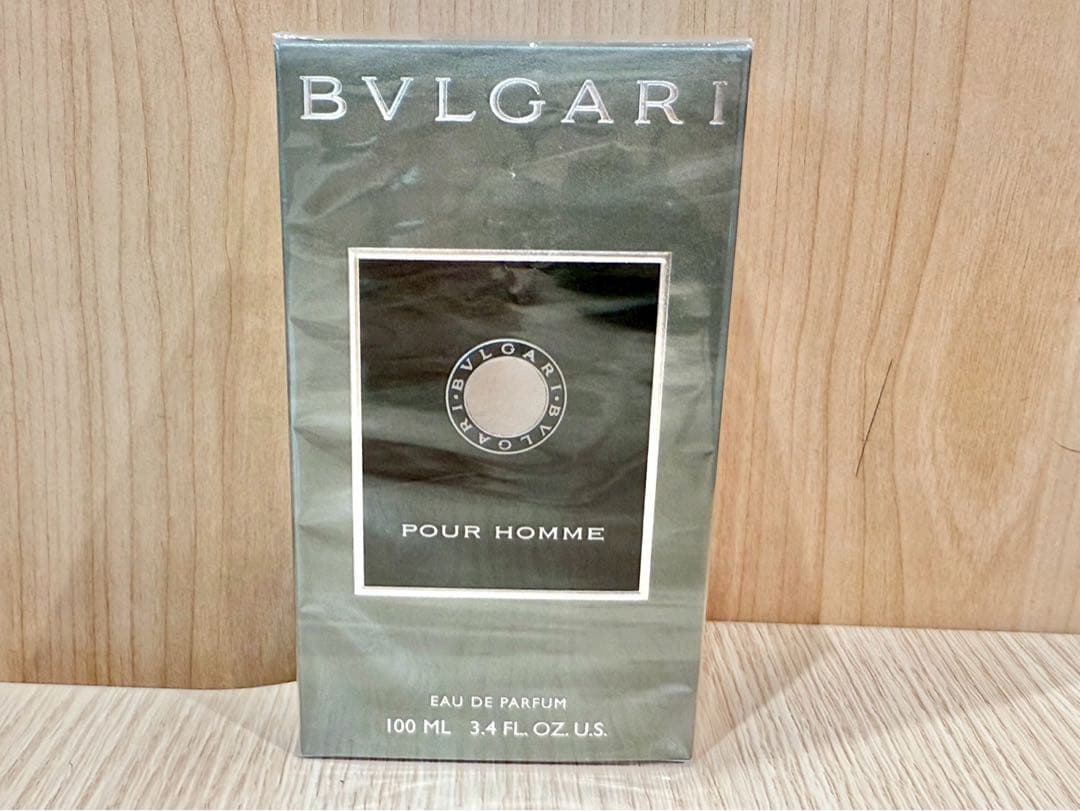 BVLGARI
BVLGARI • BVLGARI •
POUR HOMME
EAU DE PARFUM
100 ML 3.4 FL. OZ. U.S.